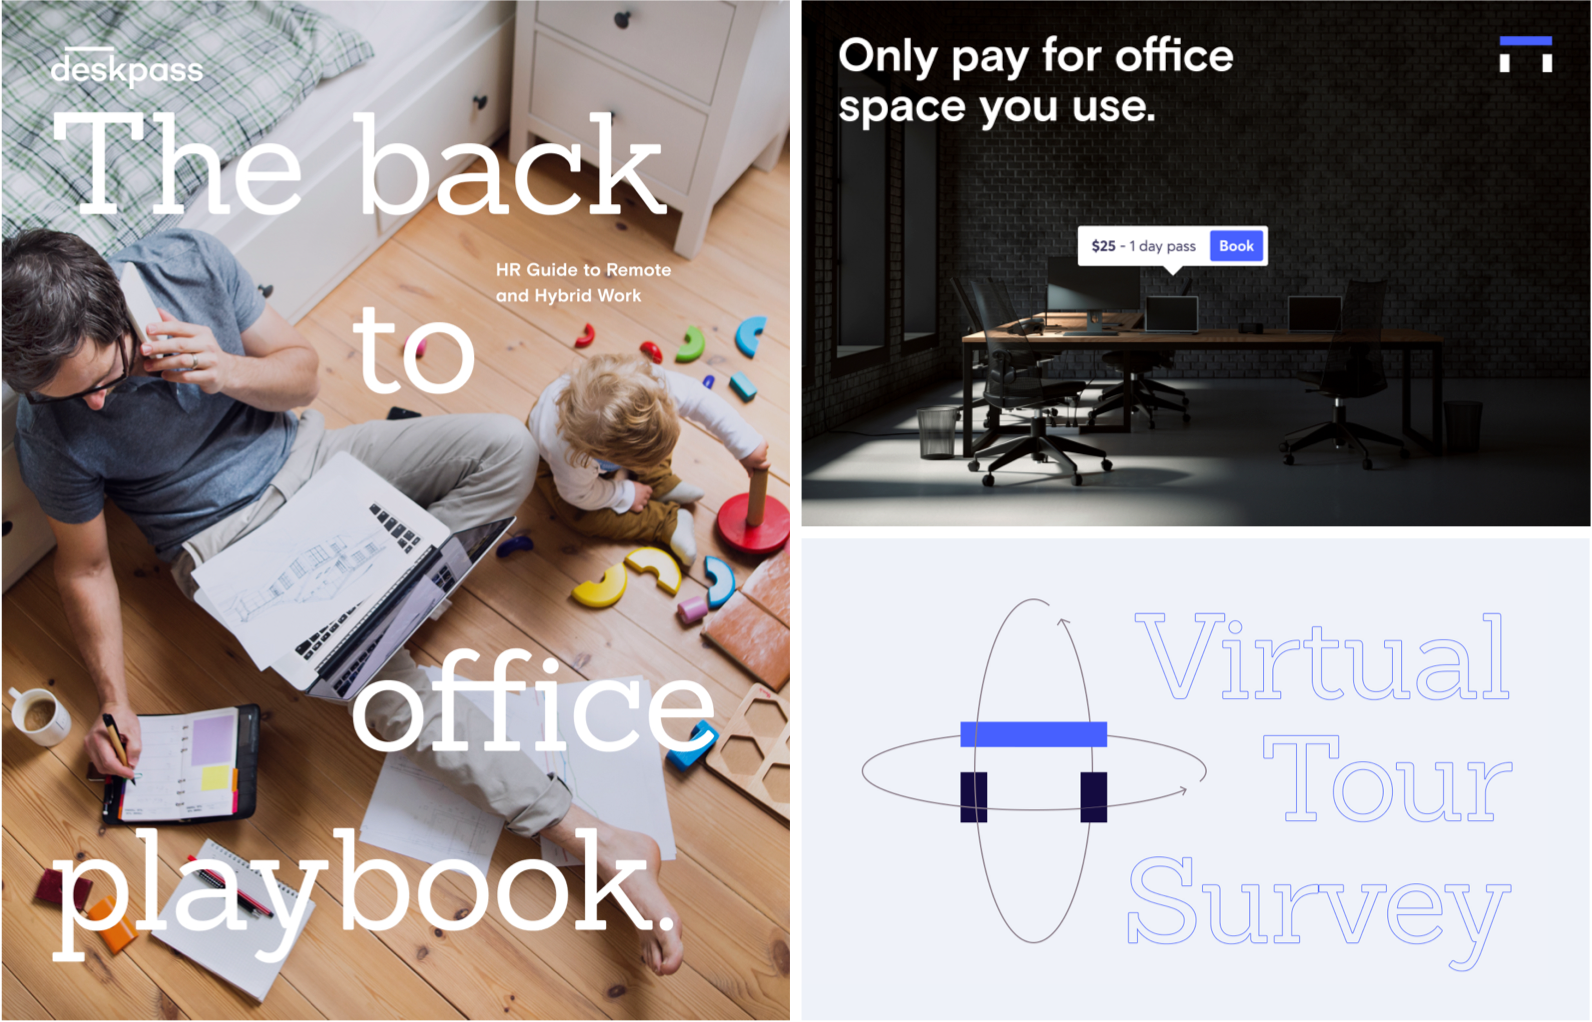 deskpass
The back
HR Guide to Remote
and Hybrid Work
to
office
playbook.
Only pay for office
space you use.
$25 - 1 day pass Book
Virtual
Tour
Survey